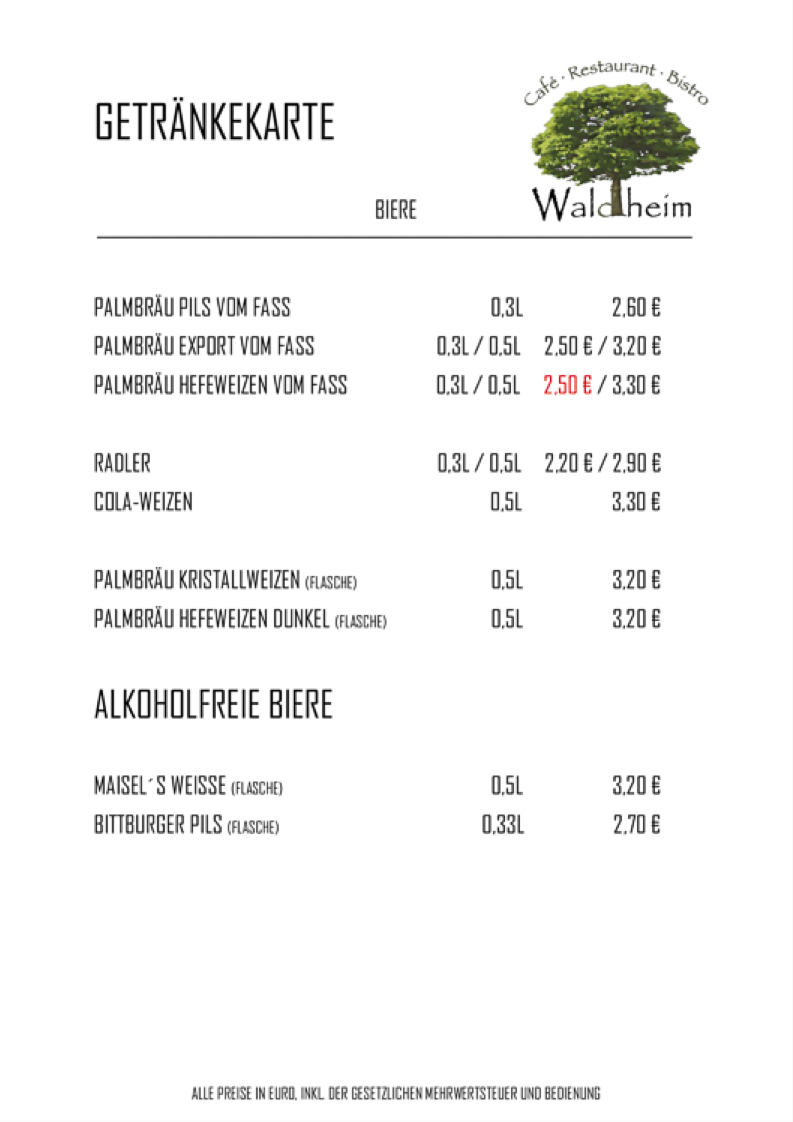 Café · Restaurant · Bistro
GETRÄNKEKARTE
Waldheim
BIERE
PALMBRÄU PILS VOM FASS 0,3L 2,60 €
PALMBRÄU EXPORT VOM FASS 0,3L / 0,5L 2,50 € / 3,20 €
PALMBRÄU HEFEWEIZEN VOM FASS 0,3L / 0,5L 2,50 € / 3,30 €
RADLER 0,3L / 0,5L 2,20 € / 2,90 €
COLA-WEIZEN 0,5L 3,30 €
PALMBRÄU KRISTALLWEIZEN (FLASCHE) 0,5L 3,20 €
PALMBRÄU HEFEWEIZEN DUNKEL (FLASCHE) 0,5L 3,20 €
ALKOHOLFREIE BIERE
MAISEL´S WEISSE (FLASCHE) 0,5L 3,20 €
BITTBURGER PILS (FLASCHE) 0,33L 2,70 €
ALLE PREISE IN EURO, INKL. DER GESETZLICHEN MEHRWERTSTEUER UND BEDIENUNG